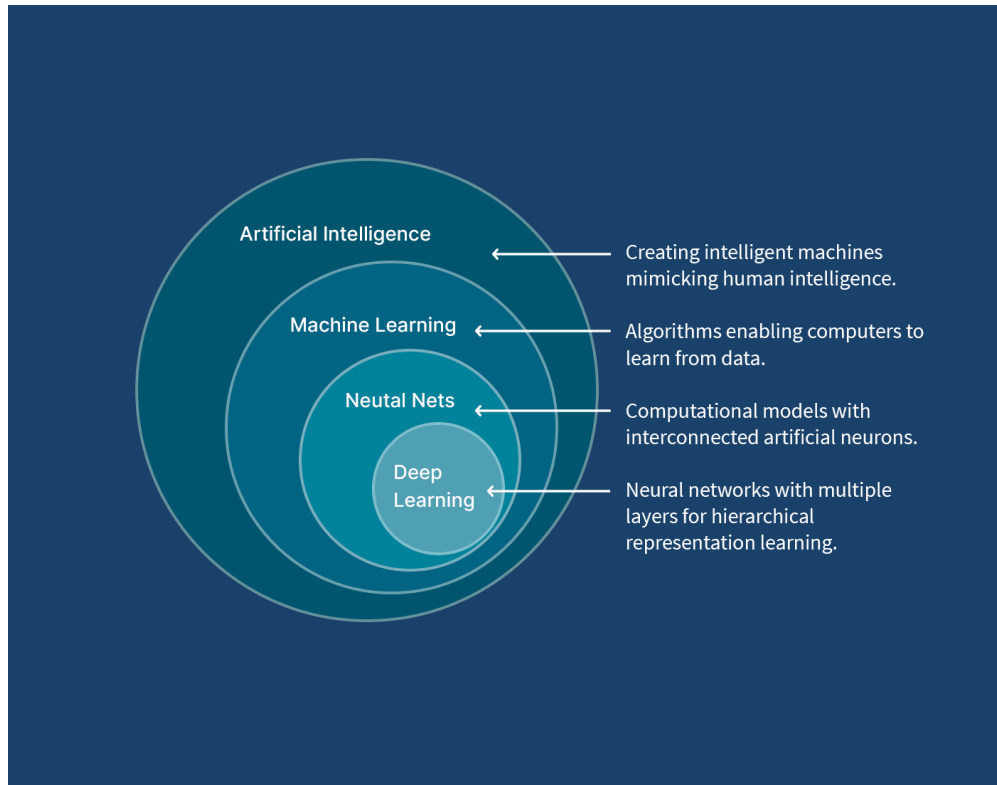 Artificial Intelligence
Creating intelligent machines
mimicking human intelligence.
Machine Learning
Algorithms enabling computers to
learn from data.
Neutal Nets
Computational models with
interconnected artificial neurons.
Deep
Learning
Neural networks with multiple
layers for hierarchical
representation learning.